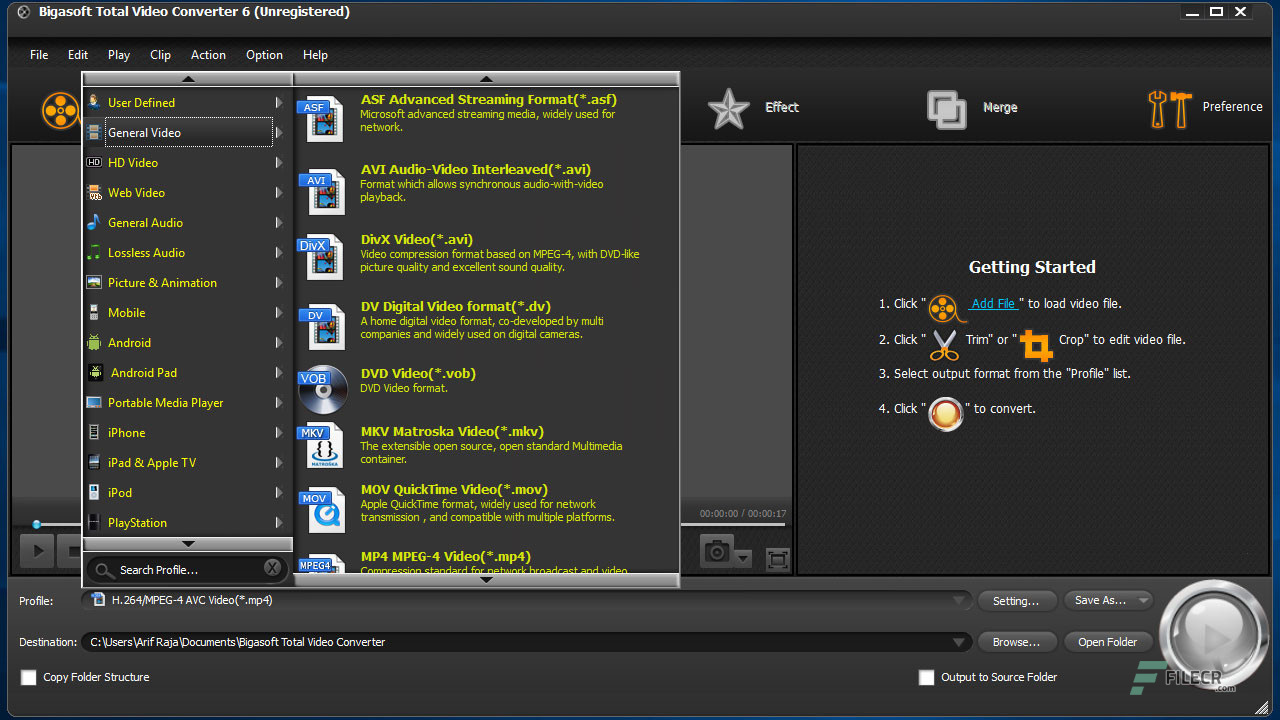 Bigasoft Total Video Converter 6 (Unregistered)
File Edit Play Clip Action Option Help
Effect
Merge
Preference
User Defined
General Video
HD Video
Web Video
General Audio
Lossless Audio
Picture & Animation
Mobile
Android
Android Pad
Portable Media Player
iPhone
iPad & Apple TV
iPod
PlayStation
Search Profile...
ASF
ASF Advanced Streaming Format(*.asf)
Microsoft advanced streaming media, widely used for
network.
AVI
AVI Audio-Video Interleaved(*.avi)
Format which allows synchronous audio-with-video
playback.
DivX
DivX Video(*.avi)
Video compression format based on MPEG-4, with DVD-like
picture quality and excellent sound quality.
DV
DV Digital Video format(*.dv)
A home digital video format, co-developed by multi
companies and widely used on digital cameras.
VOB
DVD Video(*.vob)
DVD Video format.
MKV
MATROSKA
MKV Matroska Video(*.mkv)
The extensible open source, open standard Multimedia
container.
MOV
MOV QuickTime Video(*.mov)
Apple QuickTime format, widely used for network
transmission , and compatible with multiple platforms.
MPEG4
MP4 MPEG-4 Video(*.mp4)
Compression standard for network broadcast and video
00:00:00 / 00:00:17
Getting Started
1. Click " Add File " to load video file.
2. Click " Trim" or " Crop" to edit video file.
3. Select output format from the "Profile" list.
4. Click " " to convert.
Profile: H.264/MPEG-4 AVC Video(*.mp4) Setting... Save As...
Destination: C:\Users\Arif Raja\Documents\Bigasoft Total Video Converter Browse... Open Folder
Copy Folder Structure
Output to Source Folder
FILECR
.com